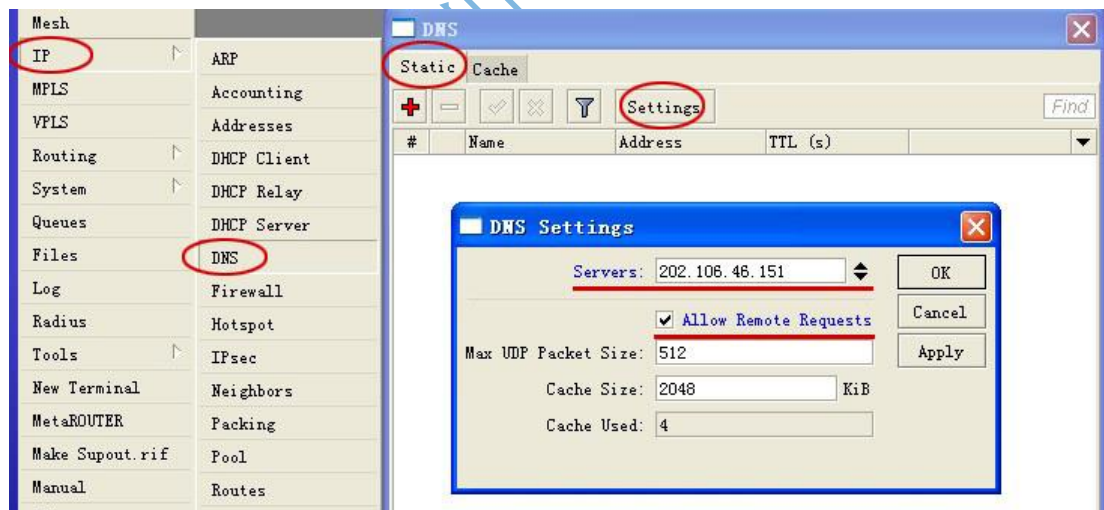 Mesh
IP
MPLS
VPLS
Routing
System
Queues
Files
Log
Radius
Tools
New Terminal
MetaROUTER
Make Supout.rif
Manual
ARP
Accounting
Addresses
DHCP Client
DHCP Relay
DHCP Server
DNS
Firewall
Hotspot
IPsec
Neighbors
Packing
Pool
Routes
DNS
Static Cache
Settings Find
# Name Address TTL (s)
DNS Settings
Servers: 202.106.46.151 OK
Allow Remote Requests Cancel
Max UDP Packet Size: 512 Apply
Cache Size: 2048 KiB
Cache Used: 4